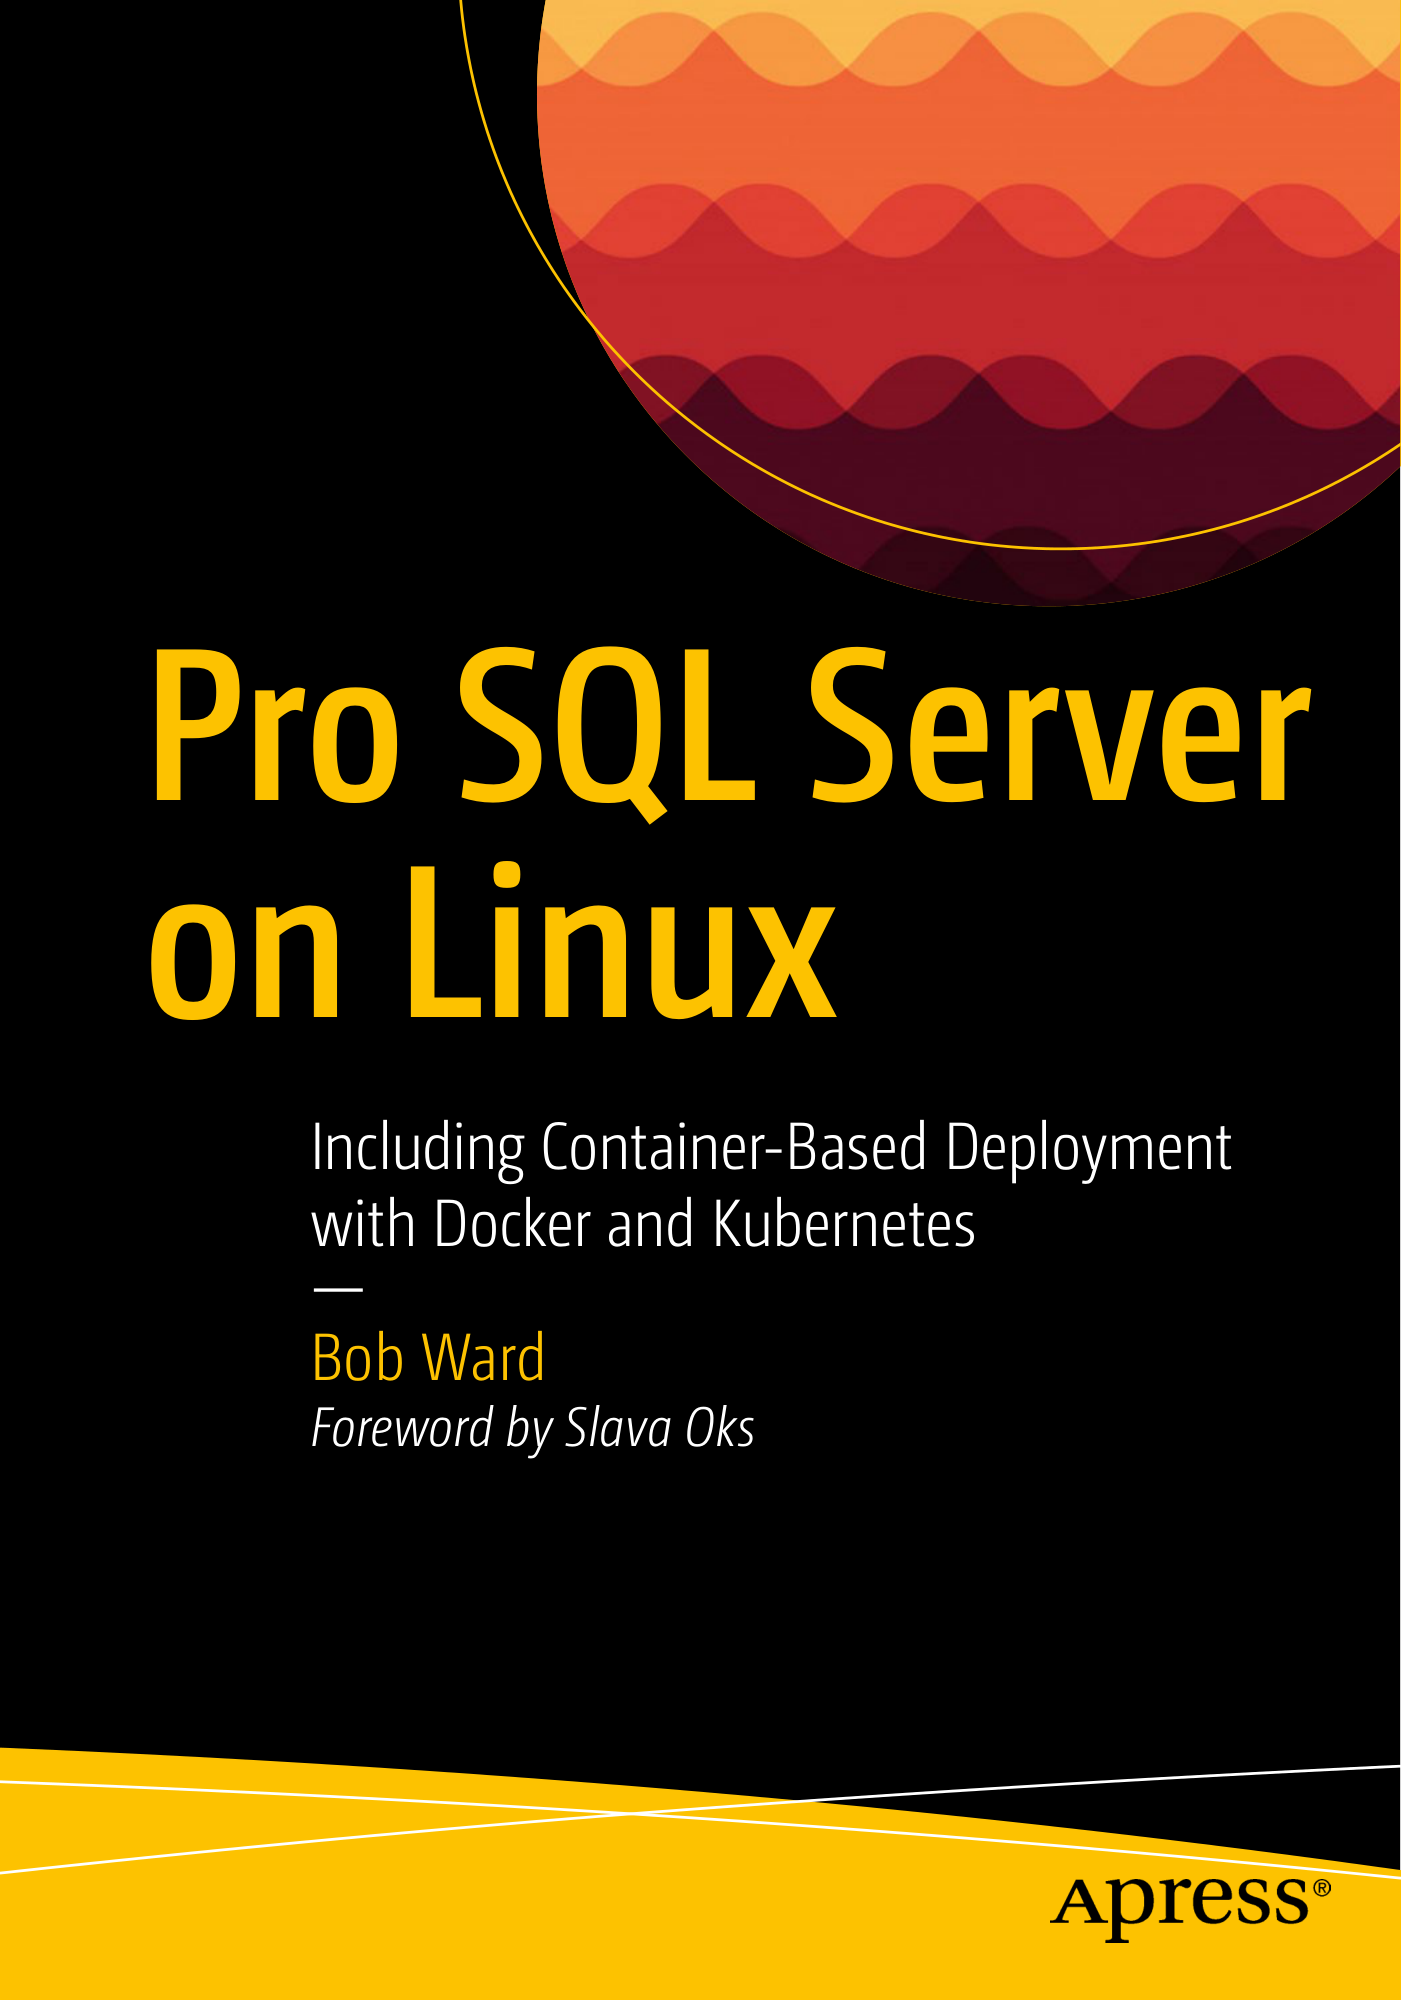 Pro SQL Server
on Linux
Including Container-Based Deployment
with Docker and Kubernetes
—
Bob Ward
Foreword by Slava Oks
Apress®